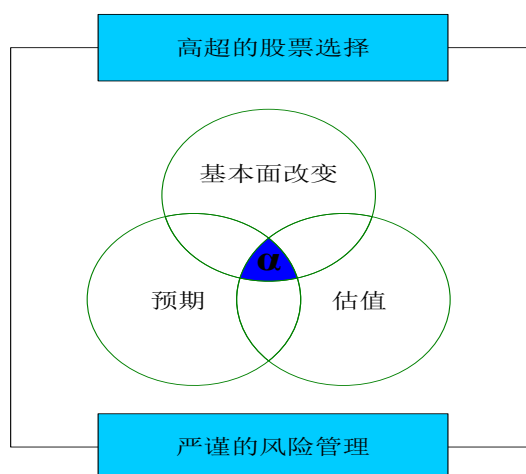 高超的股票选择
基本面改变
α
预期
估值
严谨的风险管理